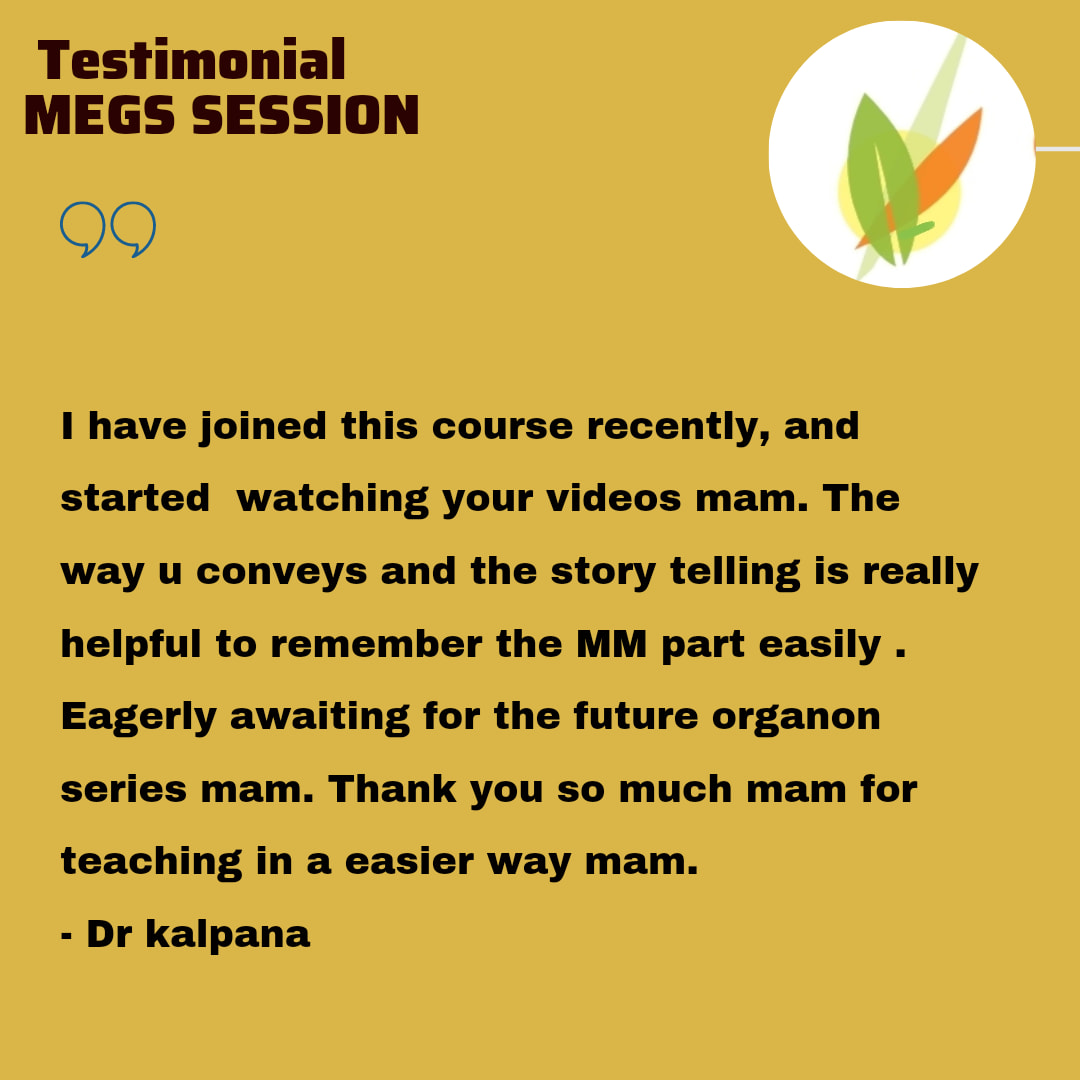 Testimonial
MEGS SESSION
I have joined this course recently, and
started  watching your videos mam. The
way u conveys and the story telling is really
helpful to remember the MM part easily .
Eagerly awaiting for the future organon
series mam. Thank you so much mam for
teaching in a easier way mam.
- Dr kalpana